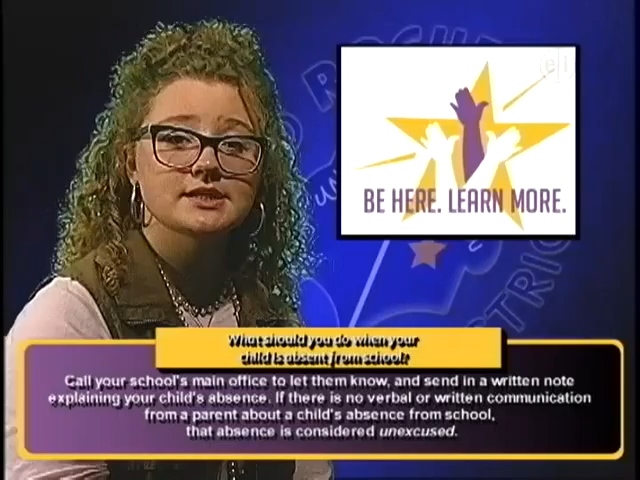 BE HERE. LEARN MORE.
What should you do when your
child is absent from school?
Call your school's main office to let them know, and send in a written note
explaining your child's absence. If there is no verbal or written communication
from a parent about a child's absence from school,
that absence is considered unexcused.